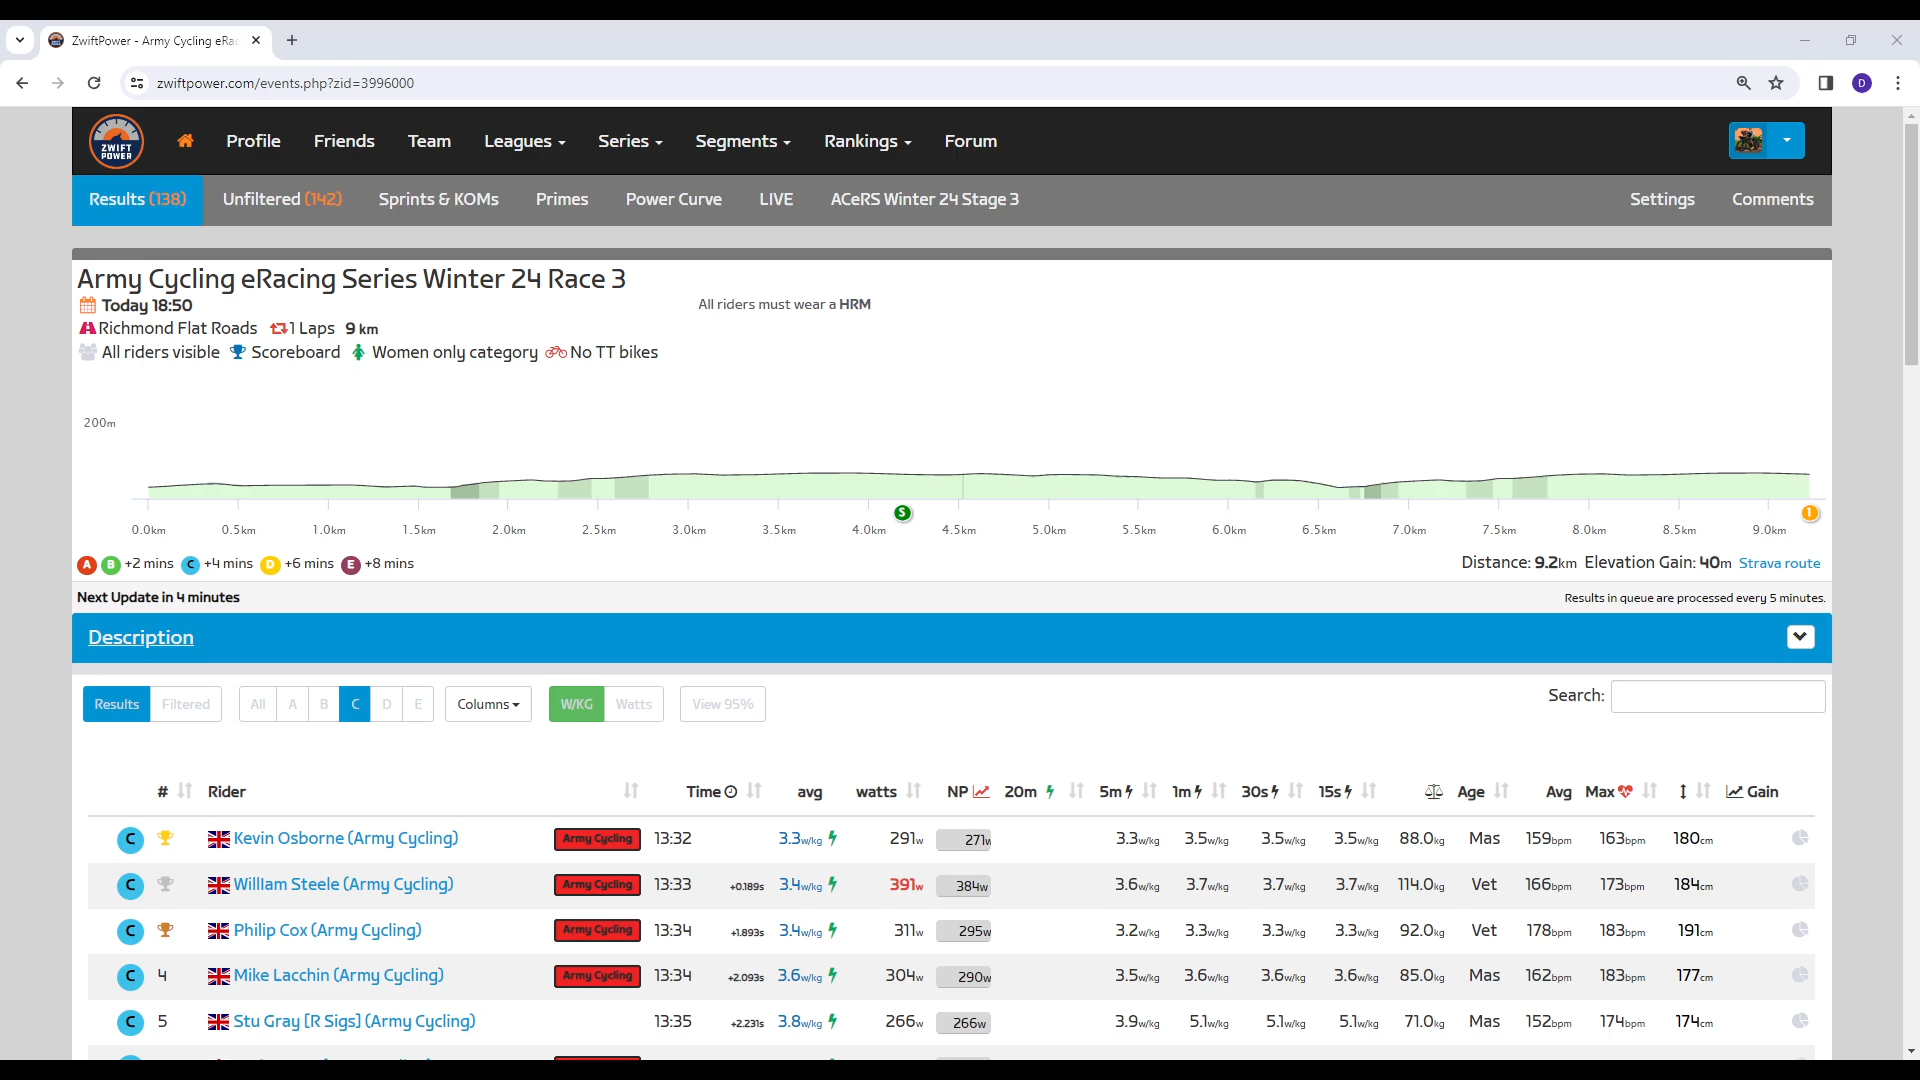 ZwiftPower - Army Cycling eRac
zwiftpower.com/events.php?zid=3996000
D
ZWIFT
POWER
Profile Friends Team Leagues Series Segments Rankings Forum
Results (138) Unfiltered (142) Sprints & KOMs Primes Power Curve LIVE ACeRS Winter 24 Stage 3 Settings Comments
Army Cycling eRacing Series Winter 24 Race 3
Today 18:50 All riders must wear a HRM
Richmond Flat Roads 1 Laps 9 km
All riders visible Scoreboard Women only category No TT bikes
200m
S 1
0.0km 0.5km 1.0km 1.5km 2.0km 2.5km 3.0km 3.5km 4.0km 4.5km 5.0km 5.5km 6.0km 6.5km 7.0km 7.5km 8.0km 8.5km 9.0km
A B +2 mins C +4 mins D +6 mins E +8 mins Distance: 9.2km Elevation Gain: 40m Strava route
Next Update in 4 minutes Results in queue are processed every 5 minutes.
Description
Results Filtered All A B C D E Columns W/KG Watts View 95% Search:
# Rider Time avg watts NP 20m 5m 1m 30s 15s Age Avg Max Gain
C Kevin Osborne (Army Cycling) Army Cycling 13:32 3.3w/kg 291w 271w 3.3w/kg 3.5w/kg 3.5w/kg 3.5w/kg 88.0kg Mas 159bpm 163bpm 180cm
C WillIam Steele (Army Cycling) Army Cycling 13:33 +0.189s 3.4w/kg 391w 384w 3.6w/kg 3.7w/kg 3.7w/kg 3.7w/kg 114.0kg Vet 166bpm 173bpm 184cm
C Philip Cox (Army Cycling) Army Cycling 13:34 +1.893s 3.4w/kg 311w 295w 3.2w/kg 3.3w/kg 3.3w/kg 3.3w/kg 92.0kg Vet 178bpm 183bpm 191cm
C 4 Mike Lacchin (Army Cycling) Army Cycling 13:34 +2.093s 3.6w/kg 304w 290w 3.5w/kg 3.6w/kg 3.6w/kg 3.6w/kg 85.0kg Mas 162bpm 183bpm 177cm
C 5 Stu Gray [R Sigs] (Army Cycling) 13:35 +2.231s 3.8w/kg 266w 266w 3.9w/kg 5.1w/kg 5.1w/kg 5.1w/kg 71.0kg Mas 152bpm 174bpm 174cm